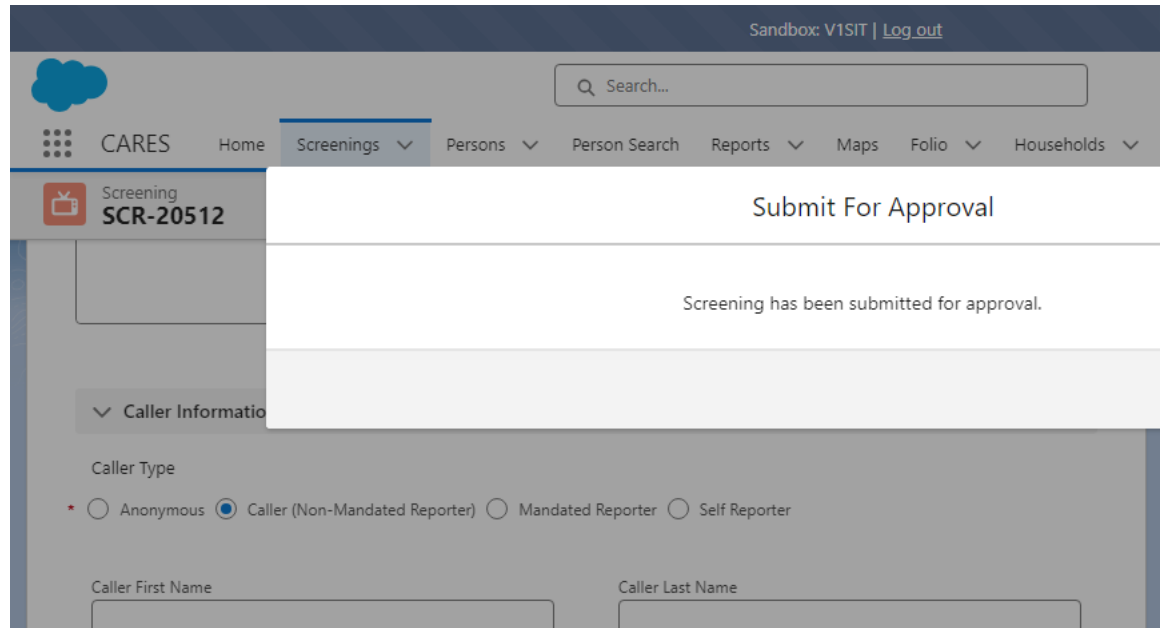 Sandbox: V1SIT | Log out
Search...
CARES Home Screenings Persons Person Search Reports Maps Folio Households
Screening
SCR-20512
Submit For Approval
Screening has been submitted for approval.
Caller Informatio
Caller Type
* Anonymous Caller (Non-Mandated Reporter) Mandated Reporter Self Reporter
Caller First Name Caller Last Name